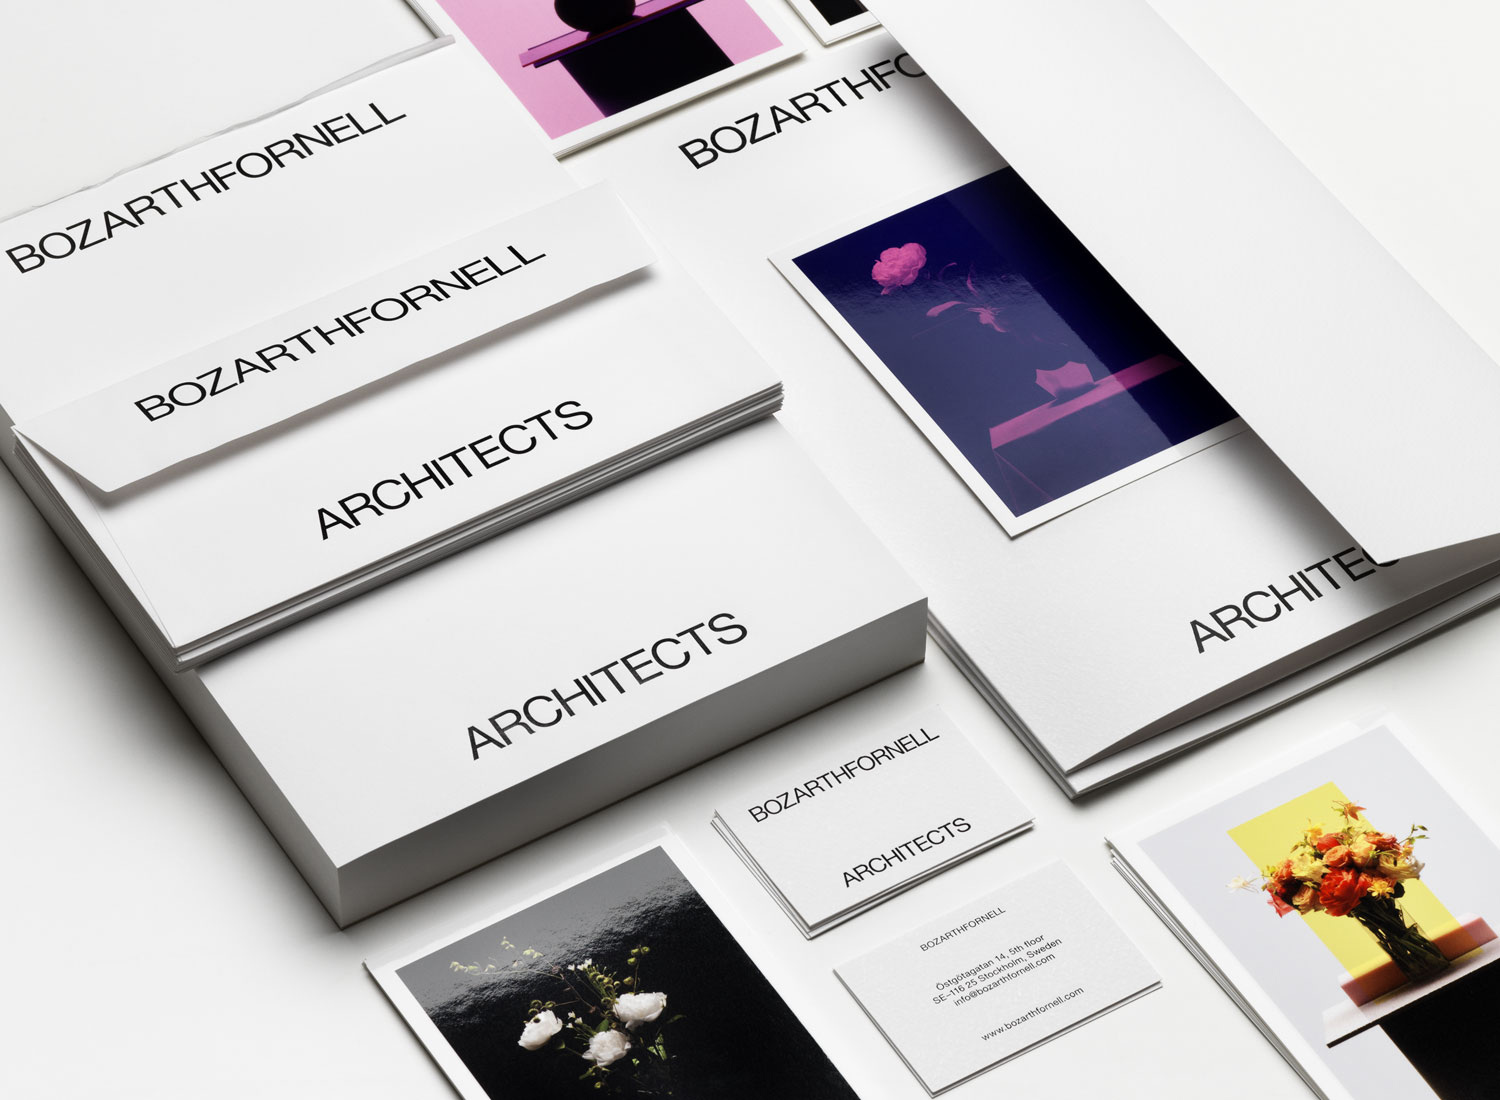 BOZARTHFORNELL
BOZARTHFORNELL
ARCHITECTS
ARCHITECTS
BOZARTHFO
ARCHITEC
BOZARTHFORNELL
ARCHITECTS
BOZARTHFORNELL
Östgötagatan 14, 5th floor
SE–116 25 Stockholm, Sweden
info@bozarthfornell.com
www.bozarthfornell.com